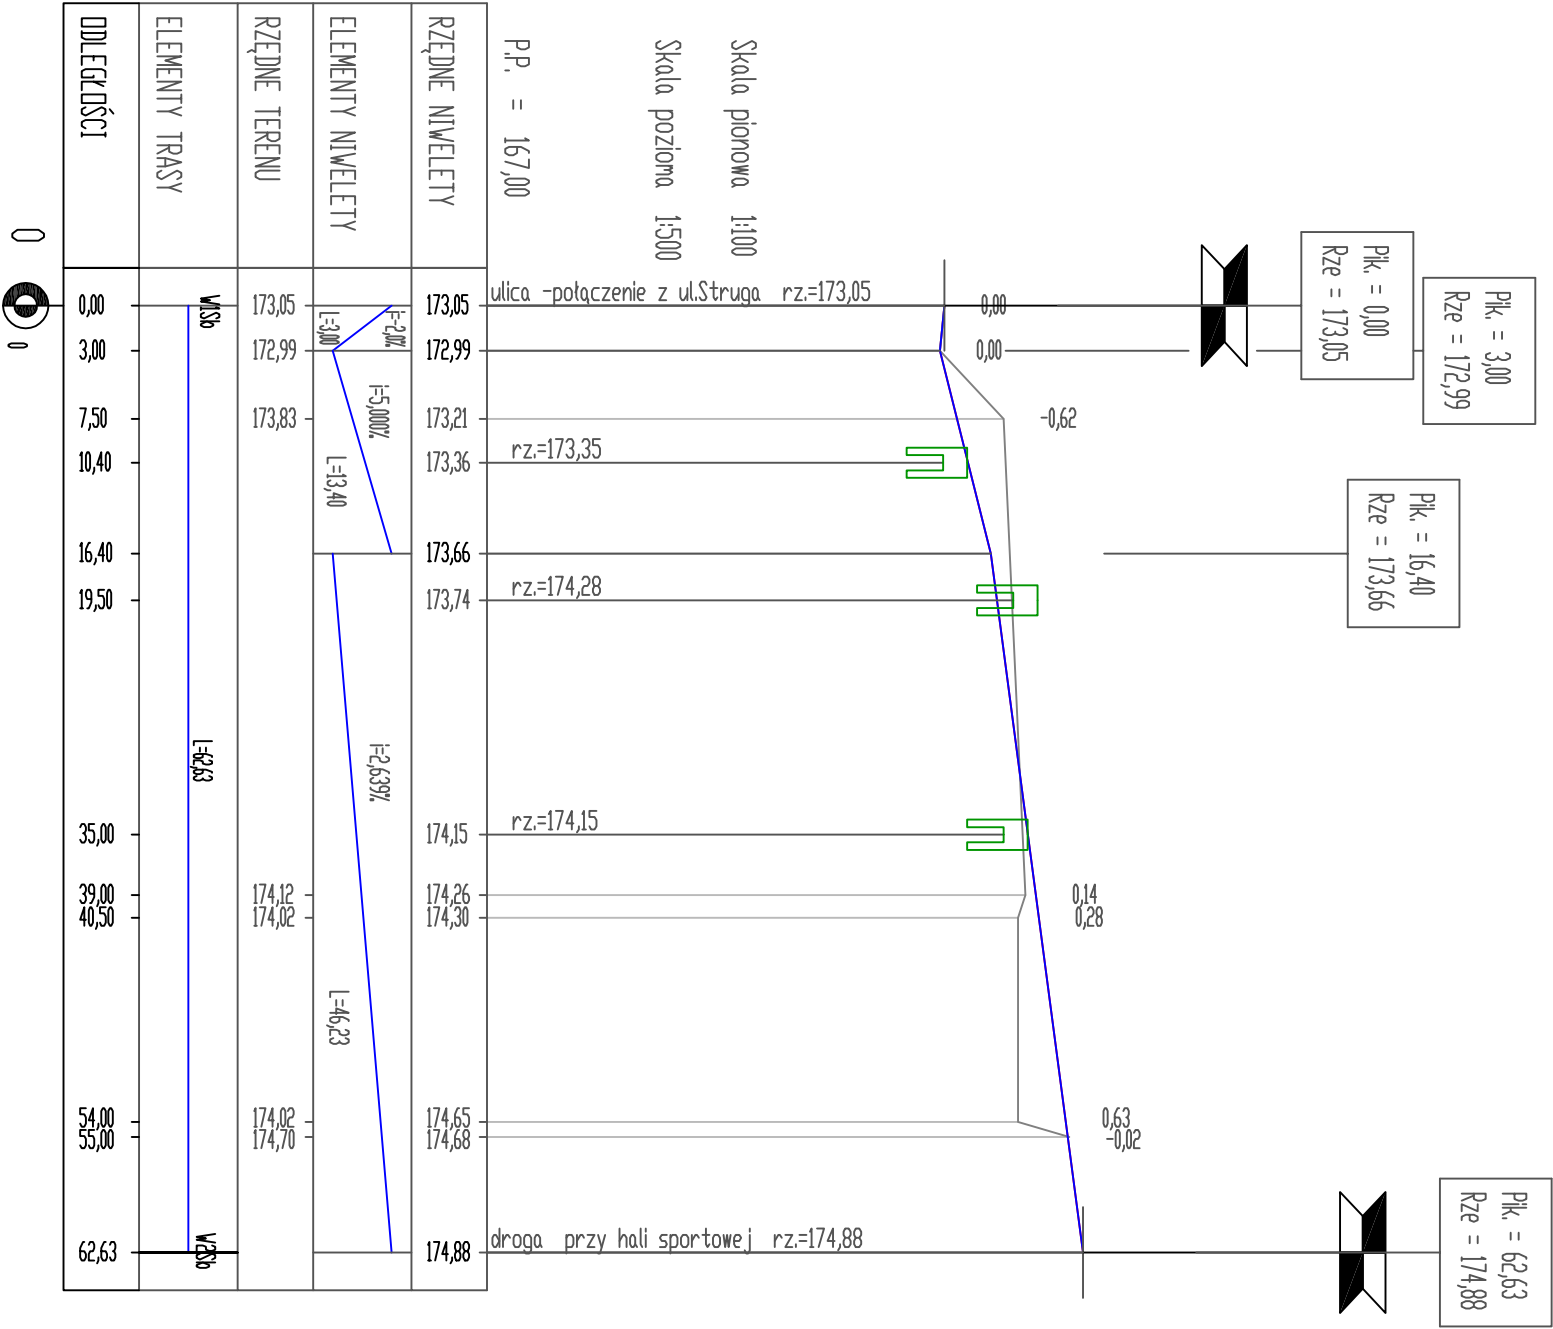 Pik. = 0,00
Rze = 173,05
Pik. = 3,00
Rze = 172,99
Pik. = 16,40
Rze = 173,66
Pik. = 62,63
Rze = 174,88
Skala pionowa 1:100
Skala pozioma 1:500
P.P. = 167,00
0,00
0,00
-0,62
0,14
0,28
0,63
-0,02
ulica -połączenie z ul.Struga rz.=173,05
rz.=173,35
rz.=174,28
rz.=174,15
droga przy hali sportowej rz.=174,88
RZĘDNE NIWELETY
173,05
172,99
173,21
173,36
173,66
173,74
174,15
174,26
174,30
174,65
174,68
174,88
ELEMENTY NIWELETY
i=-2,0%
L=3,00
i=5,000%
L=13,40
i=2,639%
L=46,23
RZĘDNE TERENU
173,05
172,99
173,83
174,12
174,02
174,02
174,70
ELEMENTY TRASY
L=62,63
ODLEGŁOŚCI
0,00
3,00
7,50
10,40
16,40
19,50
35,00
39,00
40,50
54,00
55,00
62,63
0
0